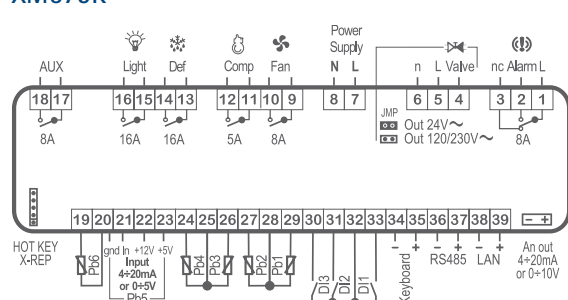 Power
Supply
AUX Light Def Comp Fan N L n L Valve nc Alarm L
18 17 16 15 14 13 12 11 10 9 8 7 6 5 4 3 2 1
8A 16A 16A 5A 8A 8A
JMP
Out 24V~
Out 120/230V~
19 20 21 22 23 24 25 26 27 28 29 30 31 32 33 34 35 36 37 38 39 - +
HOT KEY
X-REP
Pb6
gnd In +12V +5V
Input
4÷20mA
or 0÷5V
Pb5
Pb4
Pb3
Pb2
Pb1
DI3
DI2
DI1
Keyboard
- + - + - +
RS485 LAN
An out
4÷20mA
or 0÷10V